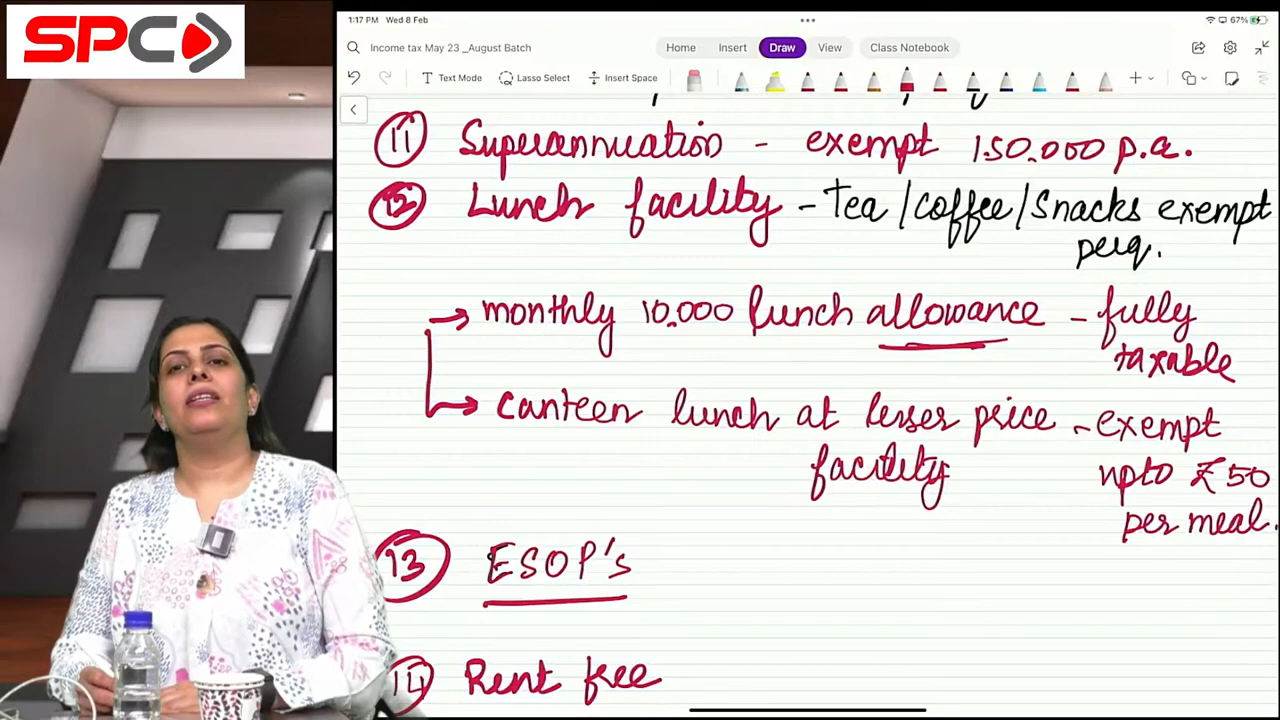 SPC
1:17 PM Wed 8 Feb
67%
Income tax May 23 _August Batch
Home Insert Draw View Class Notebook
Text Mode Lasso Select Insert Space
11 Superannuation - exempt 150.000 p.a.
12 Lunch facility - Tea / Coffee / Snacks exempt
perq.
→ monthly 10.000 lunch allowance - fully
taxable
→ canteen lunch at lesser price - exempt
facility upto ₹ 50
per meal.
13 ESOP's
14 Rent free